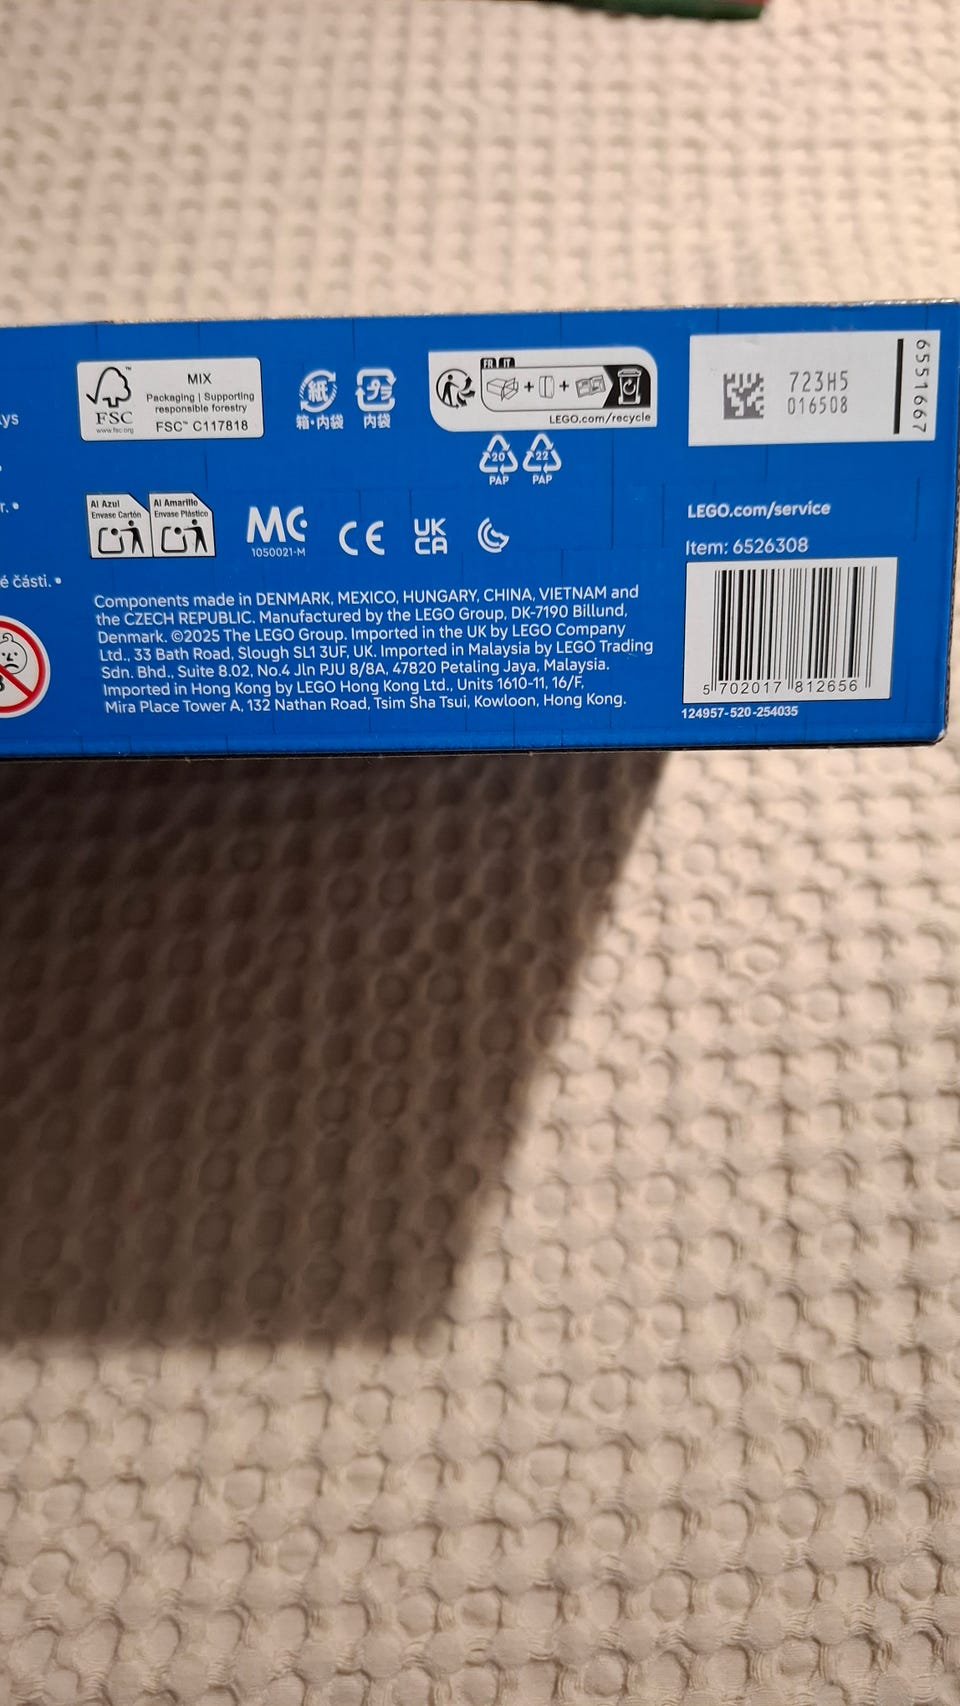 MIX
Packaging | Supporting
responsible forestry
FSC™ C117818
FSC
www.fsc.org
紙
箱・内袋
プラ
内袋
FR IT
LEGO.com/recycle
20
PAP
22
PAP
723H5
016508
6551667
Al Azul
Envase Cartón
Al Amarillo
Envase Plástico
1050021-M
CE
UK
CA
LEGO.com/service
Item: 6526308
r. •
é části. •
Components made in DENMARK, MEXICO, HUNGARY, CHINA, VIETNAM and
the CZECH REPUBLIC. Manufactured by the LEGO Group, DK-7190 Billund,
Denmark. ©2025 The LEGO Group. Imported in the UK by LEGO Company
Ltd., 33 Bath Road, Slough SL1 3UF, UK. Imported in Malaysia by LEGO Trading
Sdn. Bhd., Suite 8.02, No.4 Jln PJU 8/8A, 47820 Petaling Jaya, Malaysia.
Imported in Hong Kong by LEGO Hong Kong Ltd., Units 1610-11, 16/F,
Mira Place Tower A, 132 Nathan Road, Tsim Sha Tsui, Kowloon, Hong Kong.
5 702017 812656
124957-520-254035